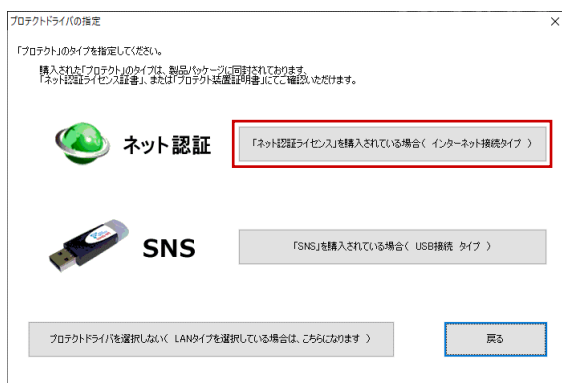 プロテクトドライバの指定
「プロテクト」のタイプを指定してください。
購入された「プロテクト」のタイプは、製品パッケージに同封されております、
「ネット認証ライセンス証書」、または「プロテクト装置証明書」にてご確認いただけます。
ネット認証
「ネット認証ライセンス」を購入されている場合( インターネット接続タイプ )
SNS
「SNS」を購入されている場合( USB接続 タイプ )
プロテクトドライバを選択しない( LANタイプを選択している場合は、こちらになります )
戻る